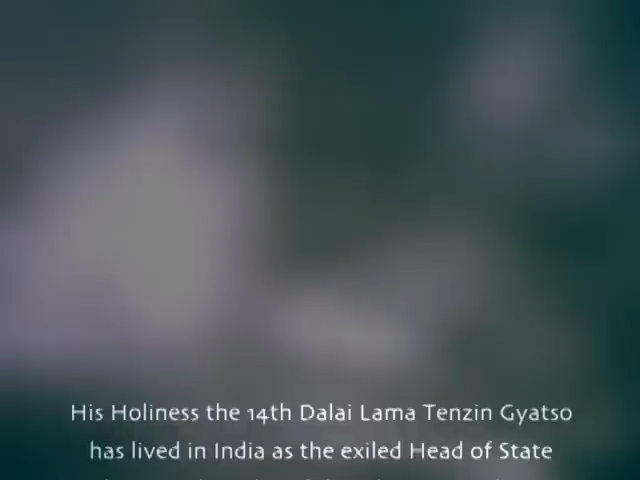 His Holiness the 14th Dalai Lama Tenzin Gyatso
has lived in India as the exiled Head of State